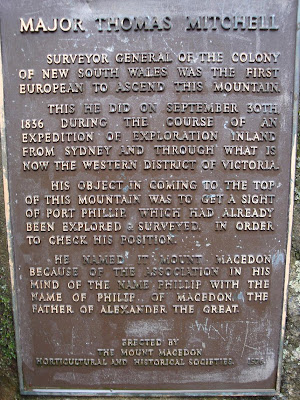 MAJOR THOMAS MITCHELL
SURVEYOR GENERAL OF THE COLONY
OF NEW SOUTH WALES WAS THE FIRST
EUROPEAN TO ASCEND THIS MOUNTAIN.
THIS HE DID ON SEPTEMBER 30TH
1836 DURING THE COURSE OF AN
EXPEDITION OF EXPLORATION INLAND
FROM SYDNEY AND THROUGH WHAT IS
NOW THE WESTERN DISTRICT OF VICTORIA.
HIS OBJECT IN COMING TO THE TOP
OF THIS MOUNTAIN WAS TO GET A SIGHT
OF PORT PHILLIP, WHICH HAD ALREADY
BEEN EXPLORED & SURVEYED, IN ORDER
TO CHECK HIS POSITION.
HE NAMED IT MOUNT MACEDON
BECAUSE OF THE ASSOCIATION IN HIS
MIND OF THE NAME PHILLIP WITH THE
NAME OF PHILIP, OF MACEDON, THE
FATHER OF ALEXANDER THE GREAT.
ERECTED BY
THE MOUNT MACEDON
HORTICULTURAL AND HISTORICAL SOCIETIES.